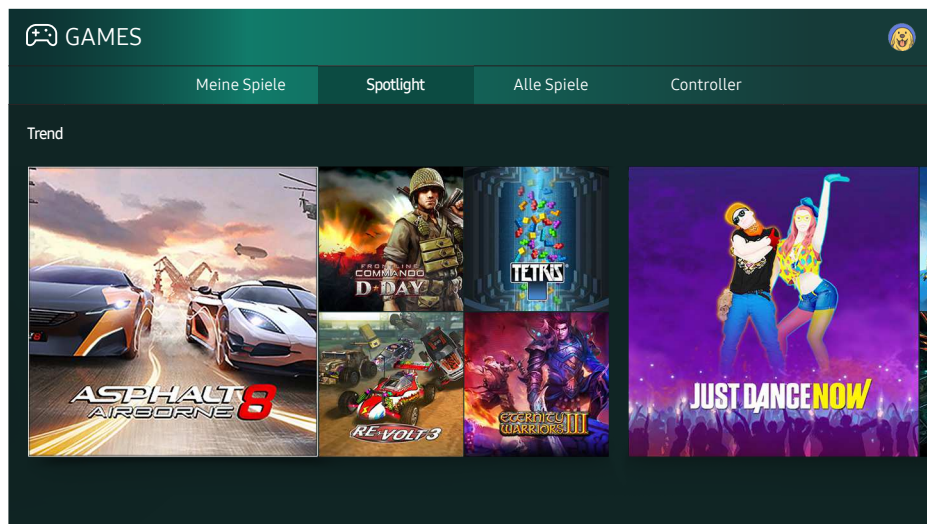 GAMES
Meine Spiele
Spotlight
Alle Spiele
Controller
Trend
ASPHALT 8
AIRBORNE
FRONTLINE
COMMANDO
D-DAY
TETRIS
RE-VOLT 3
ETERNITY
WARRIORS III
JUST DANCE NOW